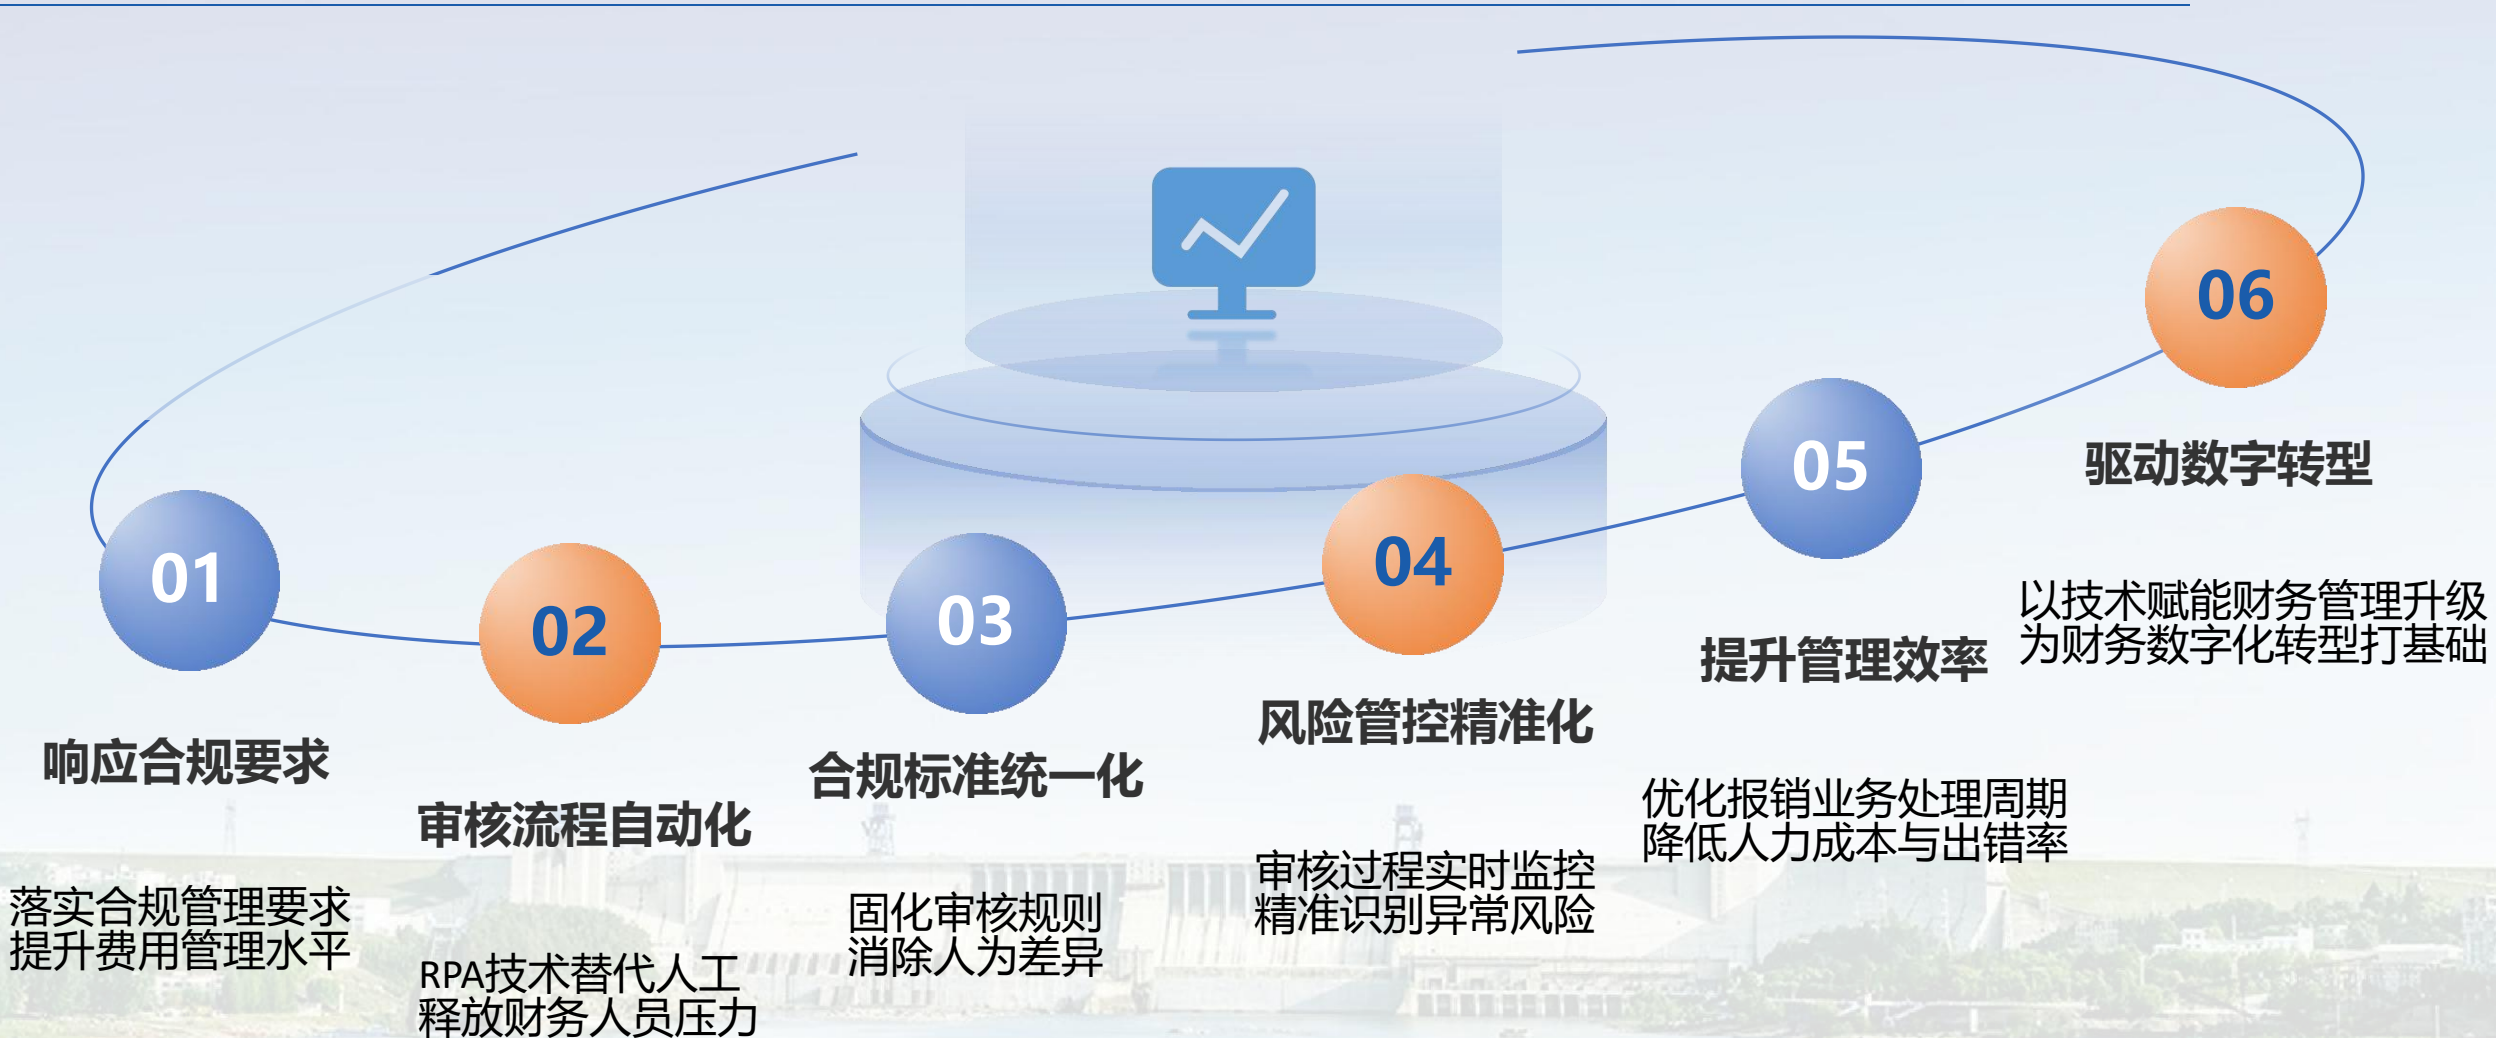 01
响应合规要求
落实合规管理要求
提升费用管理水平
02
审核流程自动化
RPA技术替代人工
释放财务人员压力
03
合规标准统一化
固化审核规则
消除人为差异
04
风险管控精准化
审核过程实时监控
精准识别异常风险
05
提升管理效率
优化报销业务处理周期
降低人力成本与出错率
06
驱动数字转型
以技术赋能财务管理升级
为财务数字化转型打基础